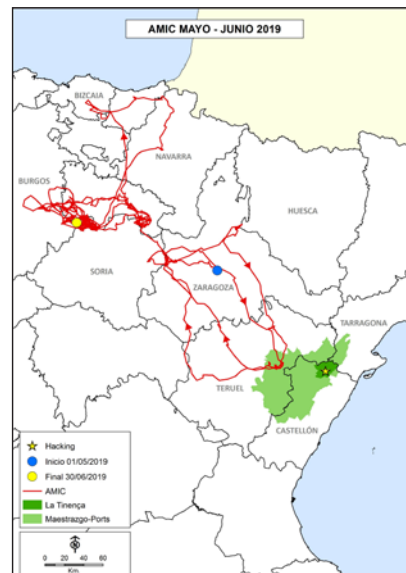 AMIC MAYO - JUNIO 2019
BIZCAIA
NAVARRA
BURGOS
HUESCA
SORIA
ZARAGOZA
TARRAGONA
TERUEL
CASTELLÓN
Hacking
Inicio 01/05/2019
Final 30/06/2019
AMIC
La Tinença
Maestrazgo-Ports
0 20 40 60
Km.